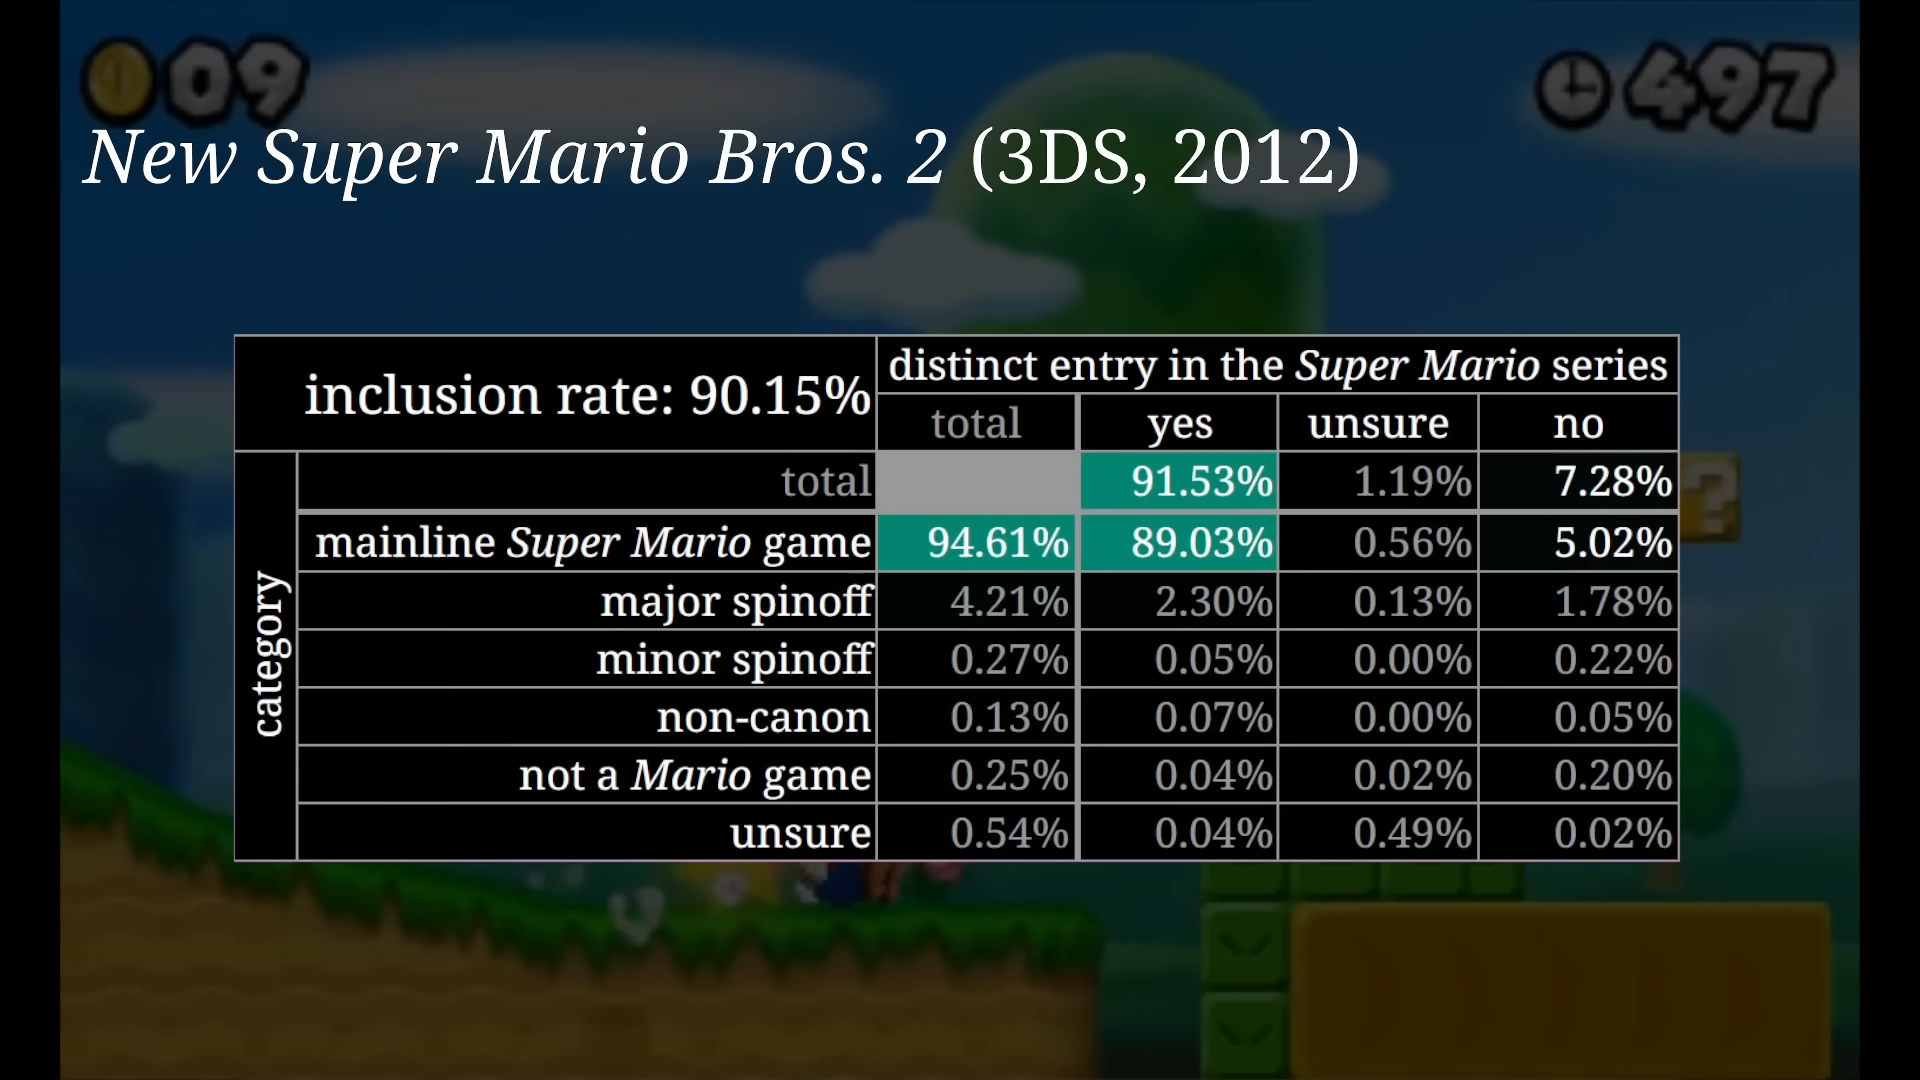 09
497
New Super Mario Bros. 2 (3DS, 2012)
inclusion rate: 90.15%
distinct entry in the Super Mario series
total yes unsure no
category
total 91.53% 1.19% 7.28%
mainline Super Mario game 94.61% 89.03% 0.56% 5.02%
major spinoff 4.21% 2.30% 0.13% 1.78%
minor spinoff 0.27% 0.05% 0.00% 0.22%
non-canon 0.13% 0.07% 0.00% 0.05%
not a Mario game 0.25% 0.04% 0.02% 0.20%
unsure 0.54% 0.04% 0.49% 0.02%
?